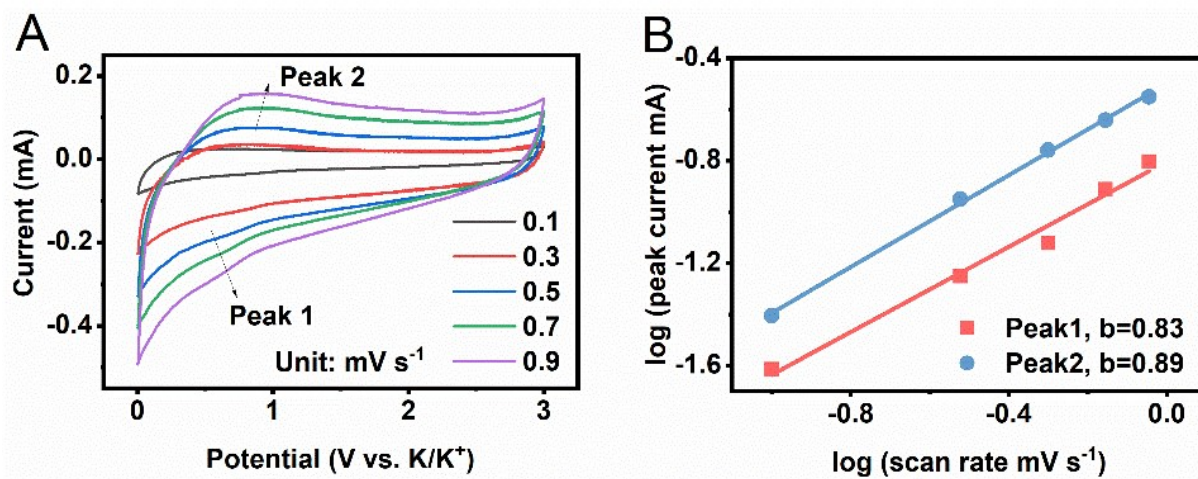 A
Current (mA)
0.2
0.0
-0.2
-0.4
Peak 2
Peak 1
0.1
0.3
0.5
0.7
0.9
Unit: mV s⁻¹
0
1
2
3
Potential (V vs. K/K⁺)
B
log (peak current mA)
-0.4
-0.8
-1.2
-1.6
Peak1, b=0.83
Peak2, b=0.89
-0.8
-0.4
0.0
log (scan rate mV s⁻¹)